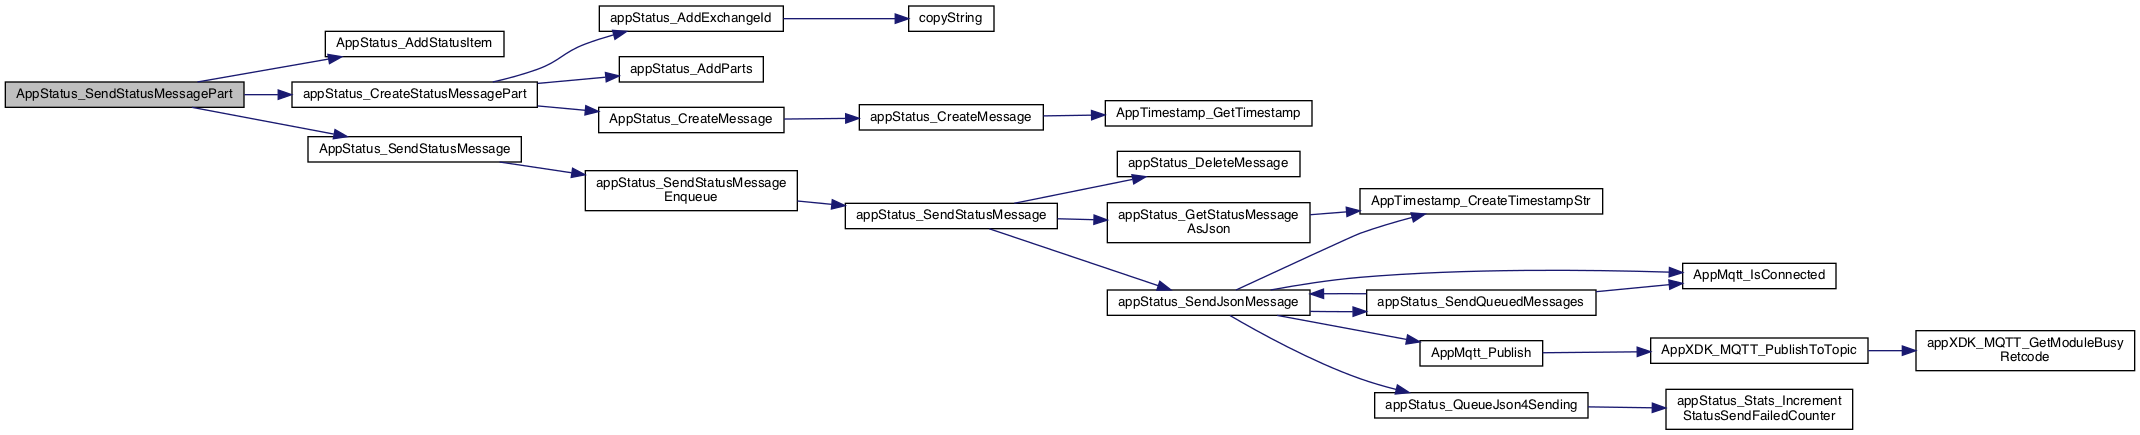 appStatus_AddExchangeId
copyString
AppStatus_AddStatusItem
appStatus_AddParts
AppStatus_SendStatusMessagePart
appStatus_CreateStatusMessagePart
AppStatus_CreateMessage
appStatus_CreateMessage
AppTimestamp_GetTimestamp
AppStatus_SendStatusMessage
appStatus_DeleteMessage
appStatus_SendStatusMessage
Enqueue
AppTimestamp_CreateTimestampStr
appStatus_SendStatusMessage
appStatus_GetStatusMessage
AsJson
AppMqtt_IsConnected
appStatus_SendJsonMessage
appStatus_SendQueuedMessages
AppMqtt_Publish
AppXDK_MQTT_PublishToTopic
appXDK_MQTT_GetModuleBusy
Retcode
appStatus_QueueJson4Sending
appStatus_Stats_Increment
StatusSendFailedCounter